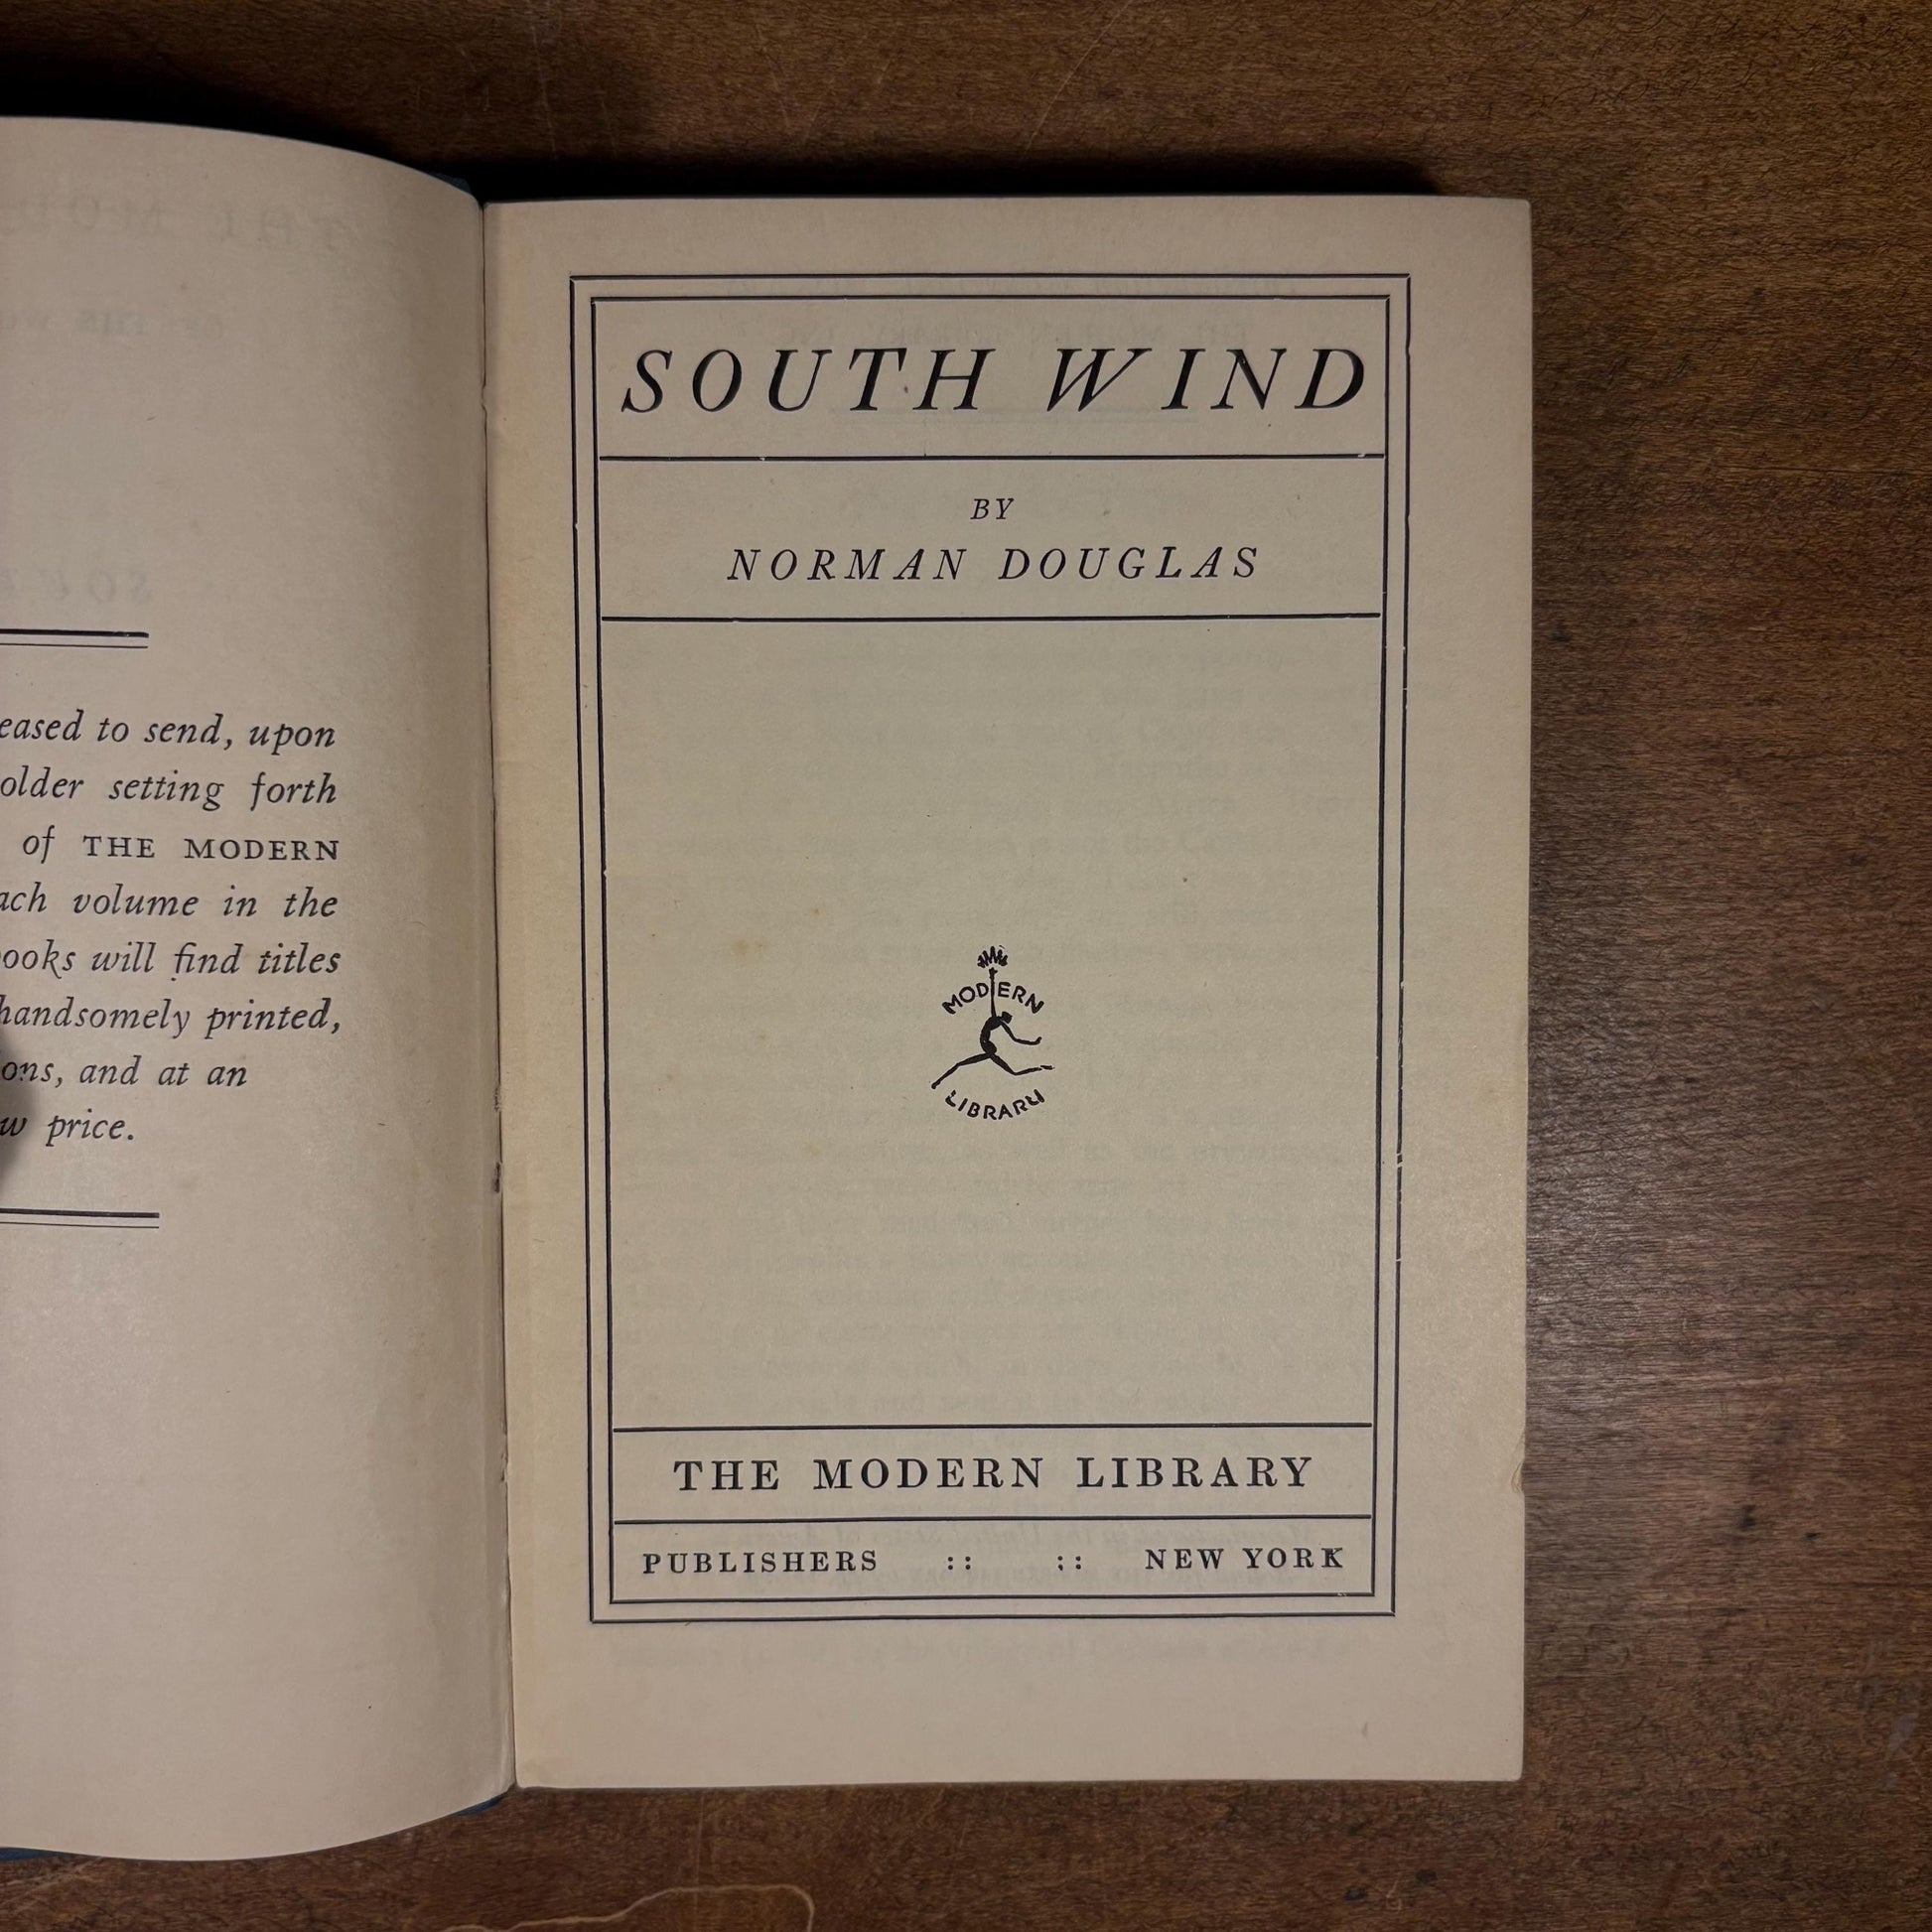 eased to send, upon
older setting forth
of THE MODERN
ach volume in the
ooks will find titles
handsomely printed,
ons, and at an
w price.
SOUTH WIND
BY
NORMAN DOUGLAS
MODERN
LIBRARY
THE MODERN LIBRARY
PUBLISHERS :: :: NEW YORK